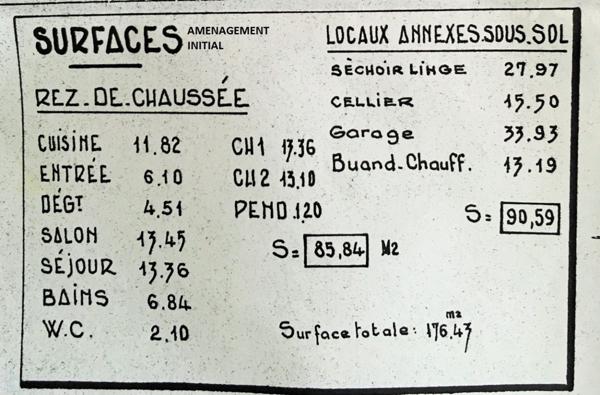 SURFACES AMENAGEMENT INITIAL
REZ-DE-CHAUSSÉE
CUISINE 11.82
ENTRÉE 6.10
DÉGT 4.51
SALON 13.45
SÉJOUR 13.36
BAINS 6.84
W.C. 2.10
CH1 13.36
CH2 13.10
PEND 1.20
S= 85,84 M2
LOCAUX ANNEXES.SOUS.SOL
SÈCHOIR LINGE 27.97
CELLIER 15.50
Garage 33.93
Buand-Chauff. 13.19
S= 90,59
Surface totale: 176.43 m2